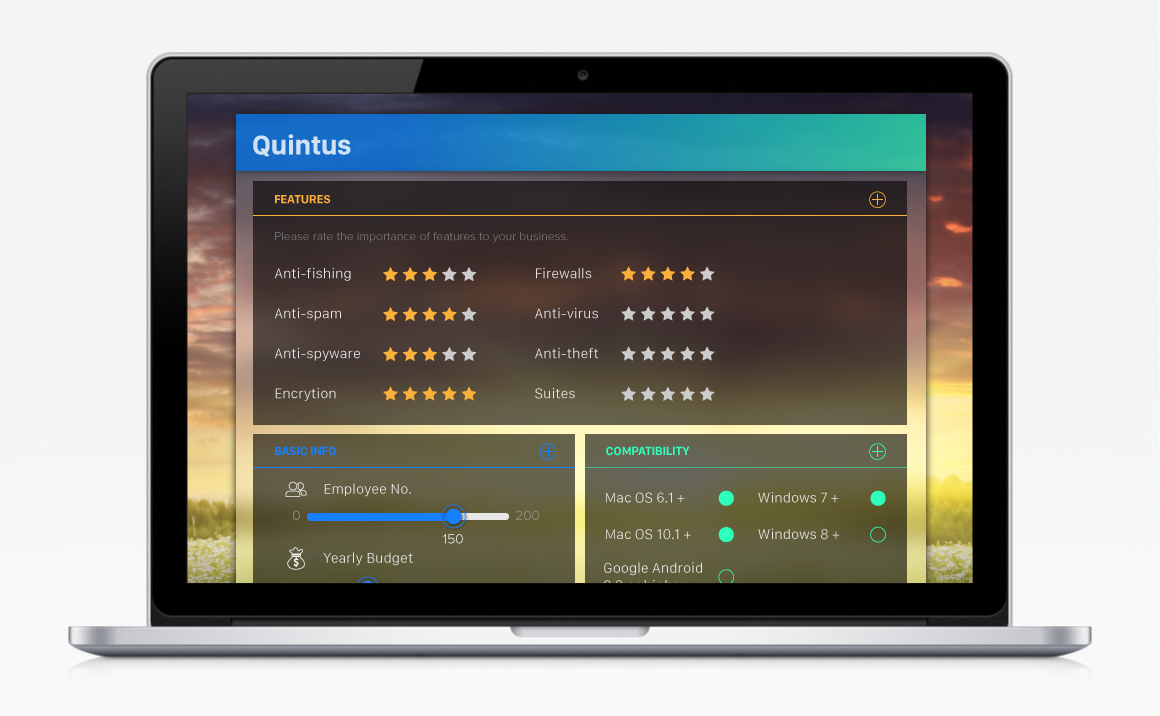 Quintus
FEATURES
Please rate the importance of features to your business.
Anti-fishing
Firewalls
Anti-spam
Anti-virus
Anti-spyware
Anti-theft
Encrytion
Suites
BASIC INFO
Employee No.
0
200
150
Yearly Budget
COMPATIBILITY
Mac OS 6.1 +
Windows 7 +
Mac OS 10.1 +
Windows 8 +
Google Android